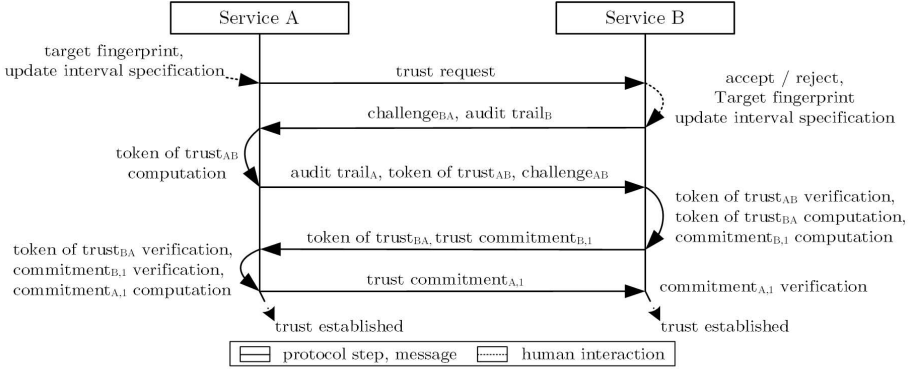 Service A
Service B
target fingerprint,
update interval specification
trust request
accept / reject,
Target fingerprint
update interval specification
challengeBA, audit trailB
token of trustAB
computation
audit trailA, token of trustAB, challengeAB
token of trustAB verification,
token of trustBA computation,
commitmentB,1 computation
token of trustBA, trust commitmentB,1
token of trustBA verification,
commitmentB,1 verification,
commitmentA,1 computation
trust commitmentA,1
commitmentA,1 verification
trust established
trust established
protocol step, message
human interaction